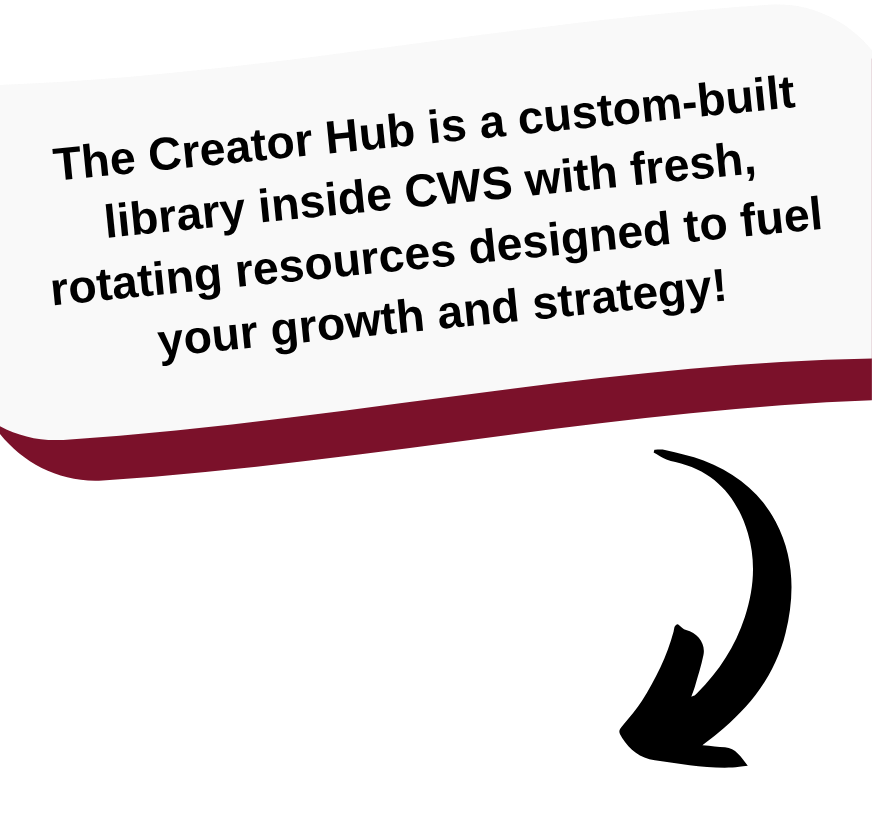 The Creator Hub is a custom-built
library inside CWS with fresh,
rotating resources designed to fuel
your growth and strategy!